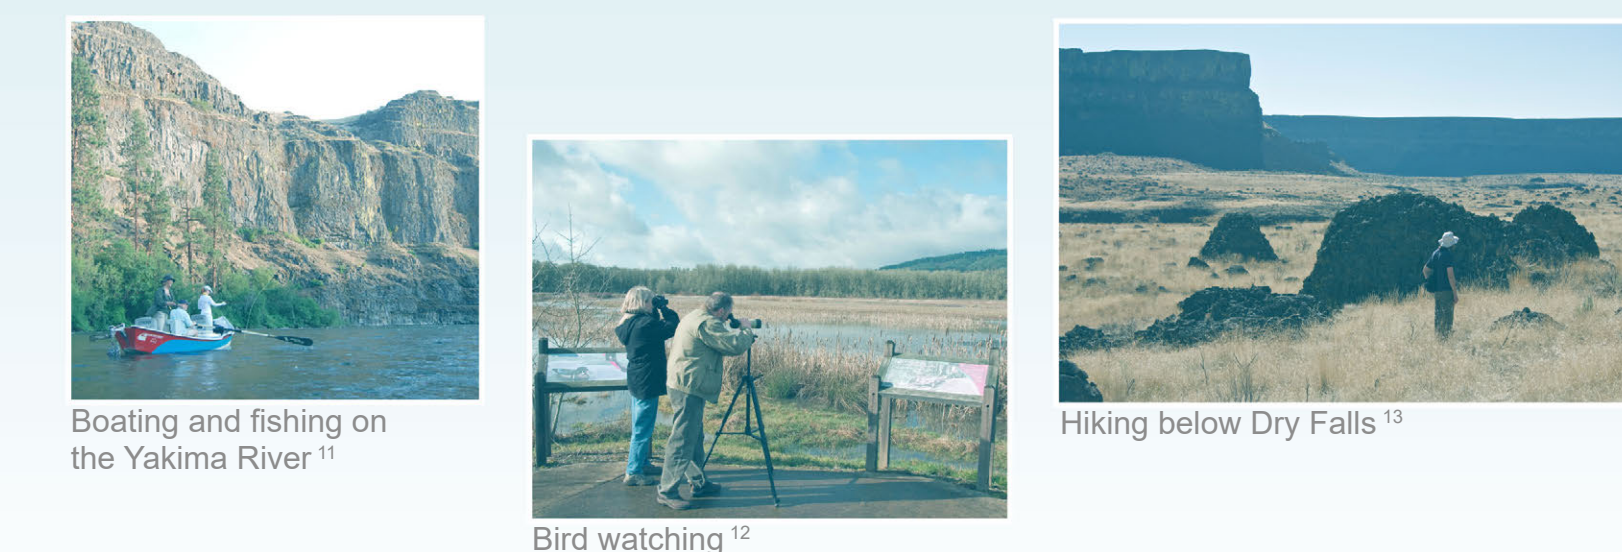 Boating and fishing on
the Yakima River 11
Bird watching 12
Hiking below Dry Falls 13